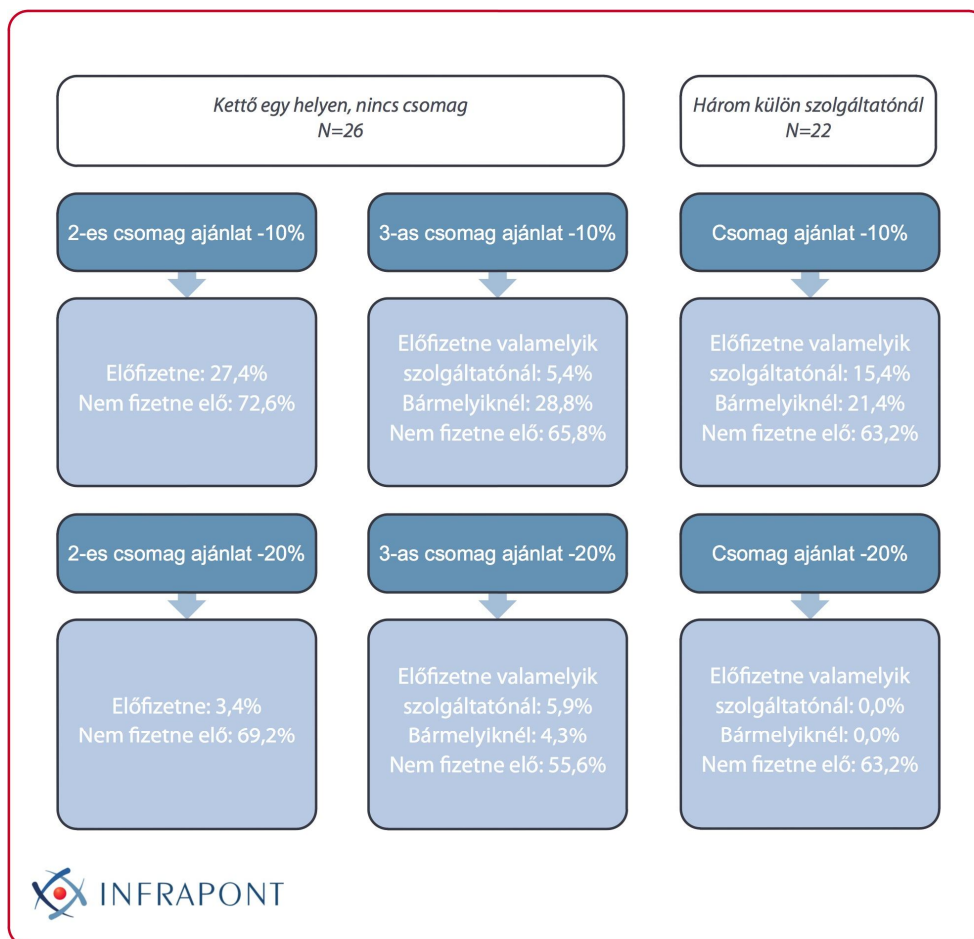 Kettő egy helyen, nincs csomag
N=26
Három külön szolgáltatónál
N=22
2-es csomag ajánlat -10%
3-as csomag ajánlat -10%
Csomag ajánlat -10%
Előfizetne: 27,4%
Nem fizetne elő: 72,6%
Előfizetne valamelyik
szolgáltatónál: 5,4%
Bármelyiknél: 28,8%
Nem fizetne elő: 65,8%
Előfizetne valamelyik
szolgáltatónál: 15,4%
Bármelyiknél: 21,4%
Nem fizetne elő: 63,2%
2-es csomag ajánlat -20%
3-as csomag ajánlat -20%
Csomag ajánlat -20%
Előfizetne: 3,4%
Nem fizetne elő: 69,2%
Előfizetne valamelyik
szolgáltatónál: 5,9%
Bármelyiknél: 4,3%
Nem fizetne elő: 55,6%
Előfizetne valamelyik
szolgáltatónál: 0,0%
Bármelyiknél: 0,0%
Nem fizetne elő: 63,2%
INFRAPONT